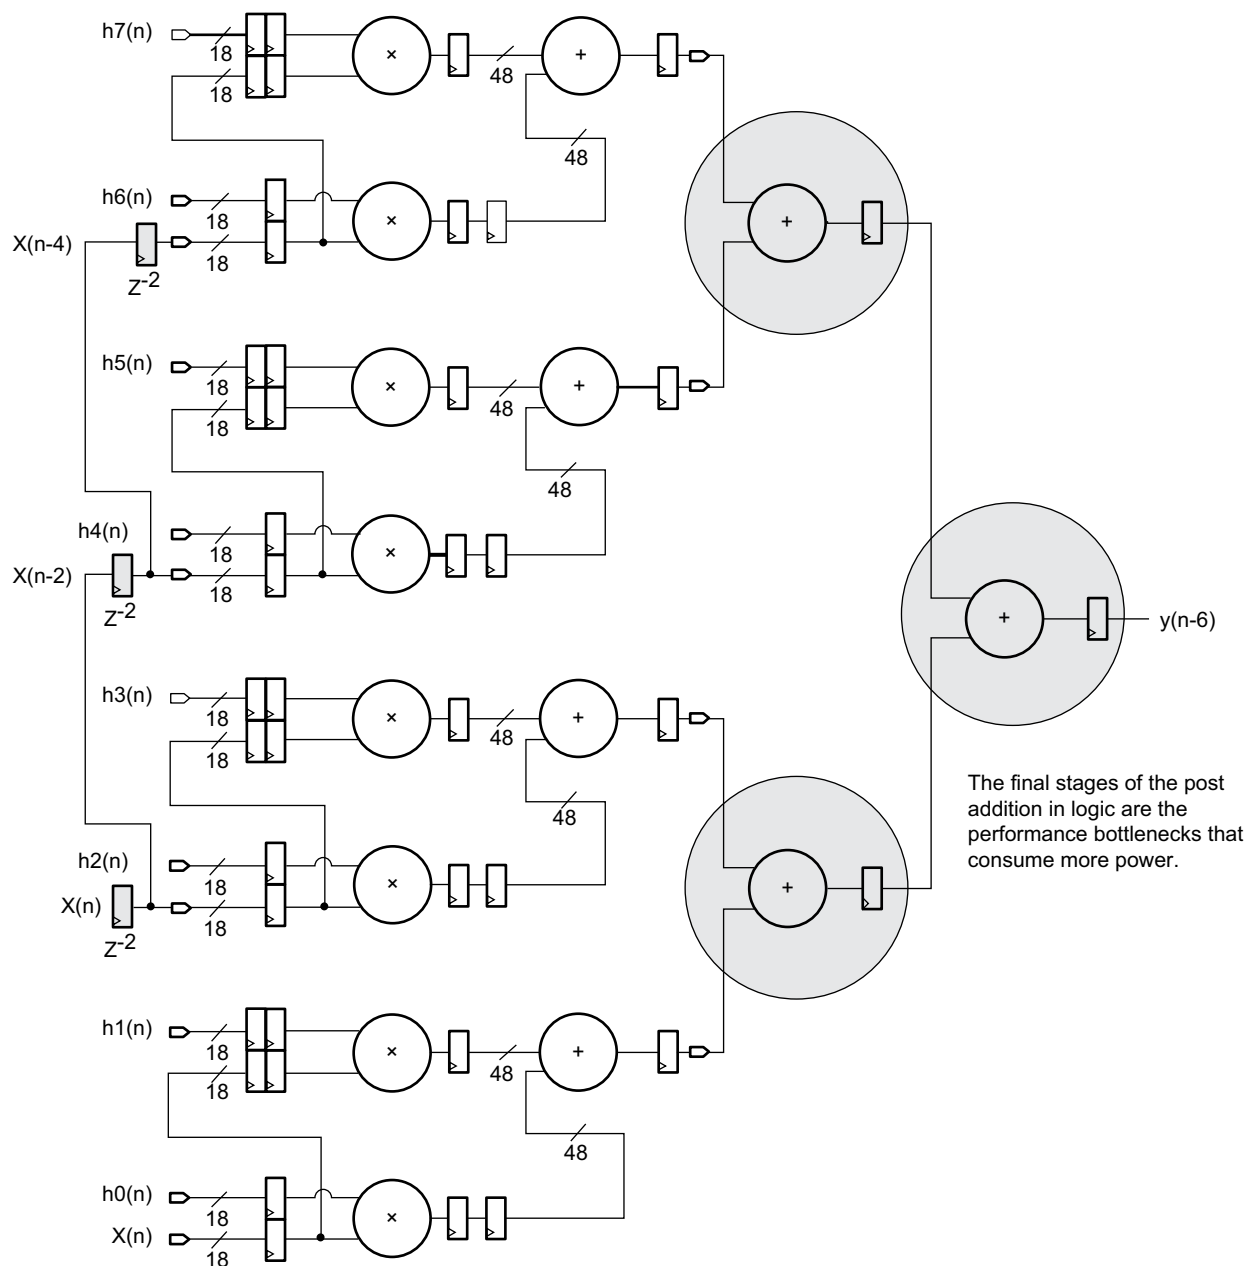 h7(n)
18
×
48
+
18
48
h6(n)
18
×
+
X(n-4)
18
Z-2
h5(n)
18
×
48
+
18
48
h4(n)
18
×
X(n-2)
18
Z-2
+
y(n-6)
h3(n)
18
×
48
+
18
48
The final stages of the post
addition in logic are the
performance bottlenecks that
consume more power.
h2(n)
18
×
+
X(n)
18
Z-2
h1(n)
18
×
48
+
18
48
h0(n)
18
×
X(n)
18